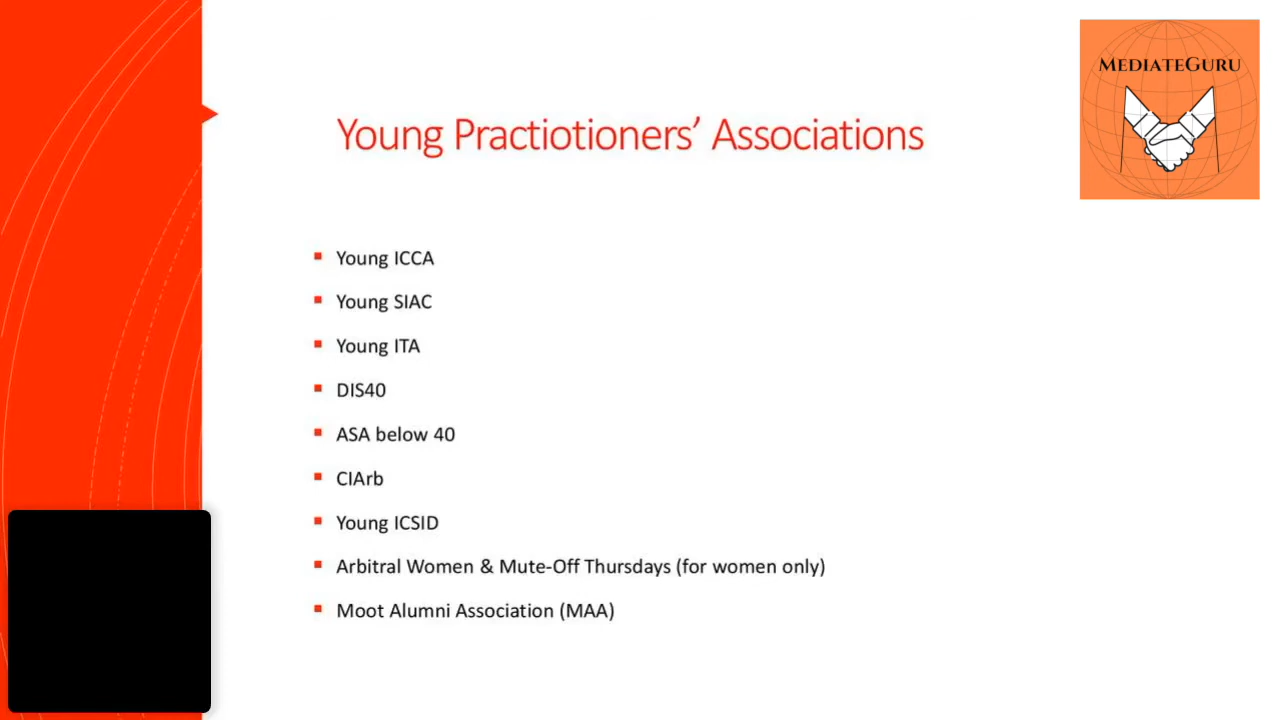 MEDIATEGURU
Young Practiotioners’ Associations
Young ICCA
Young SIAC
Young ITA
DIS40
ASA below 40
CIArb
Young ICSID
Arbitral Women & Mute-Off Thursdays (for women only)
Moot Alumni Association (MAA)